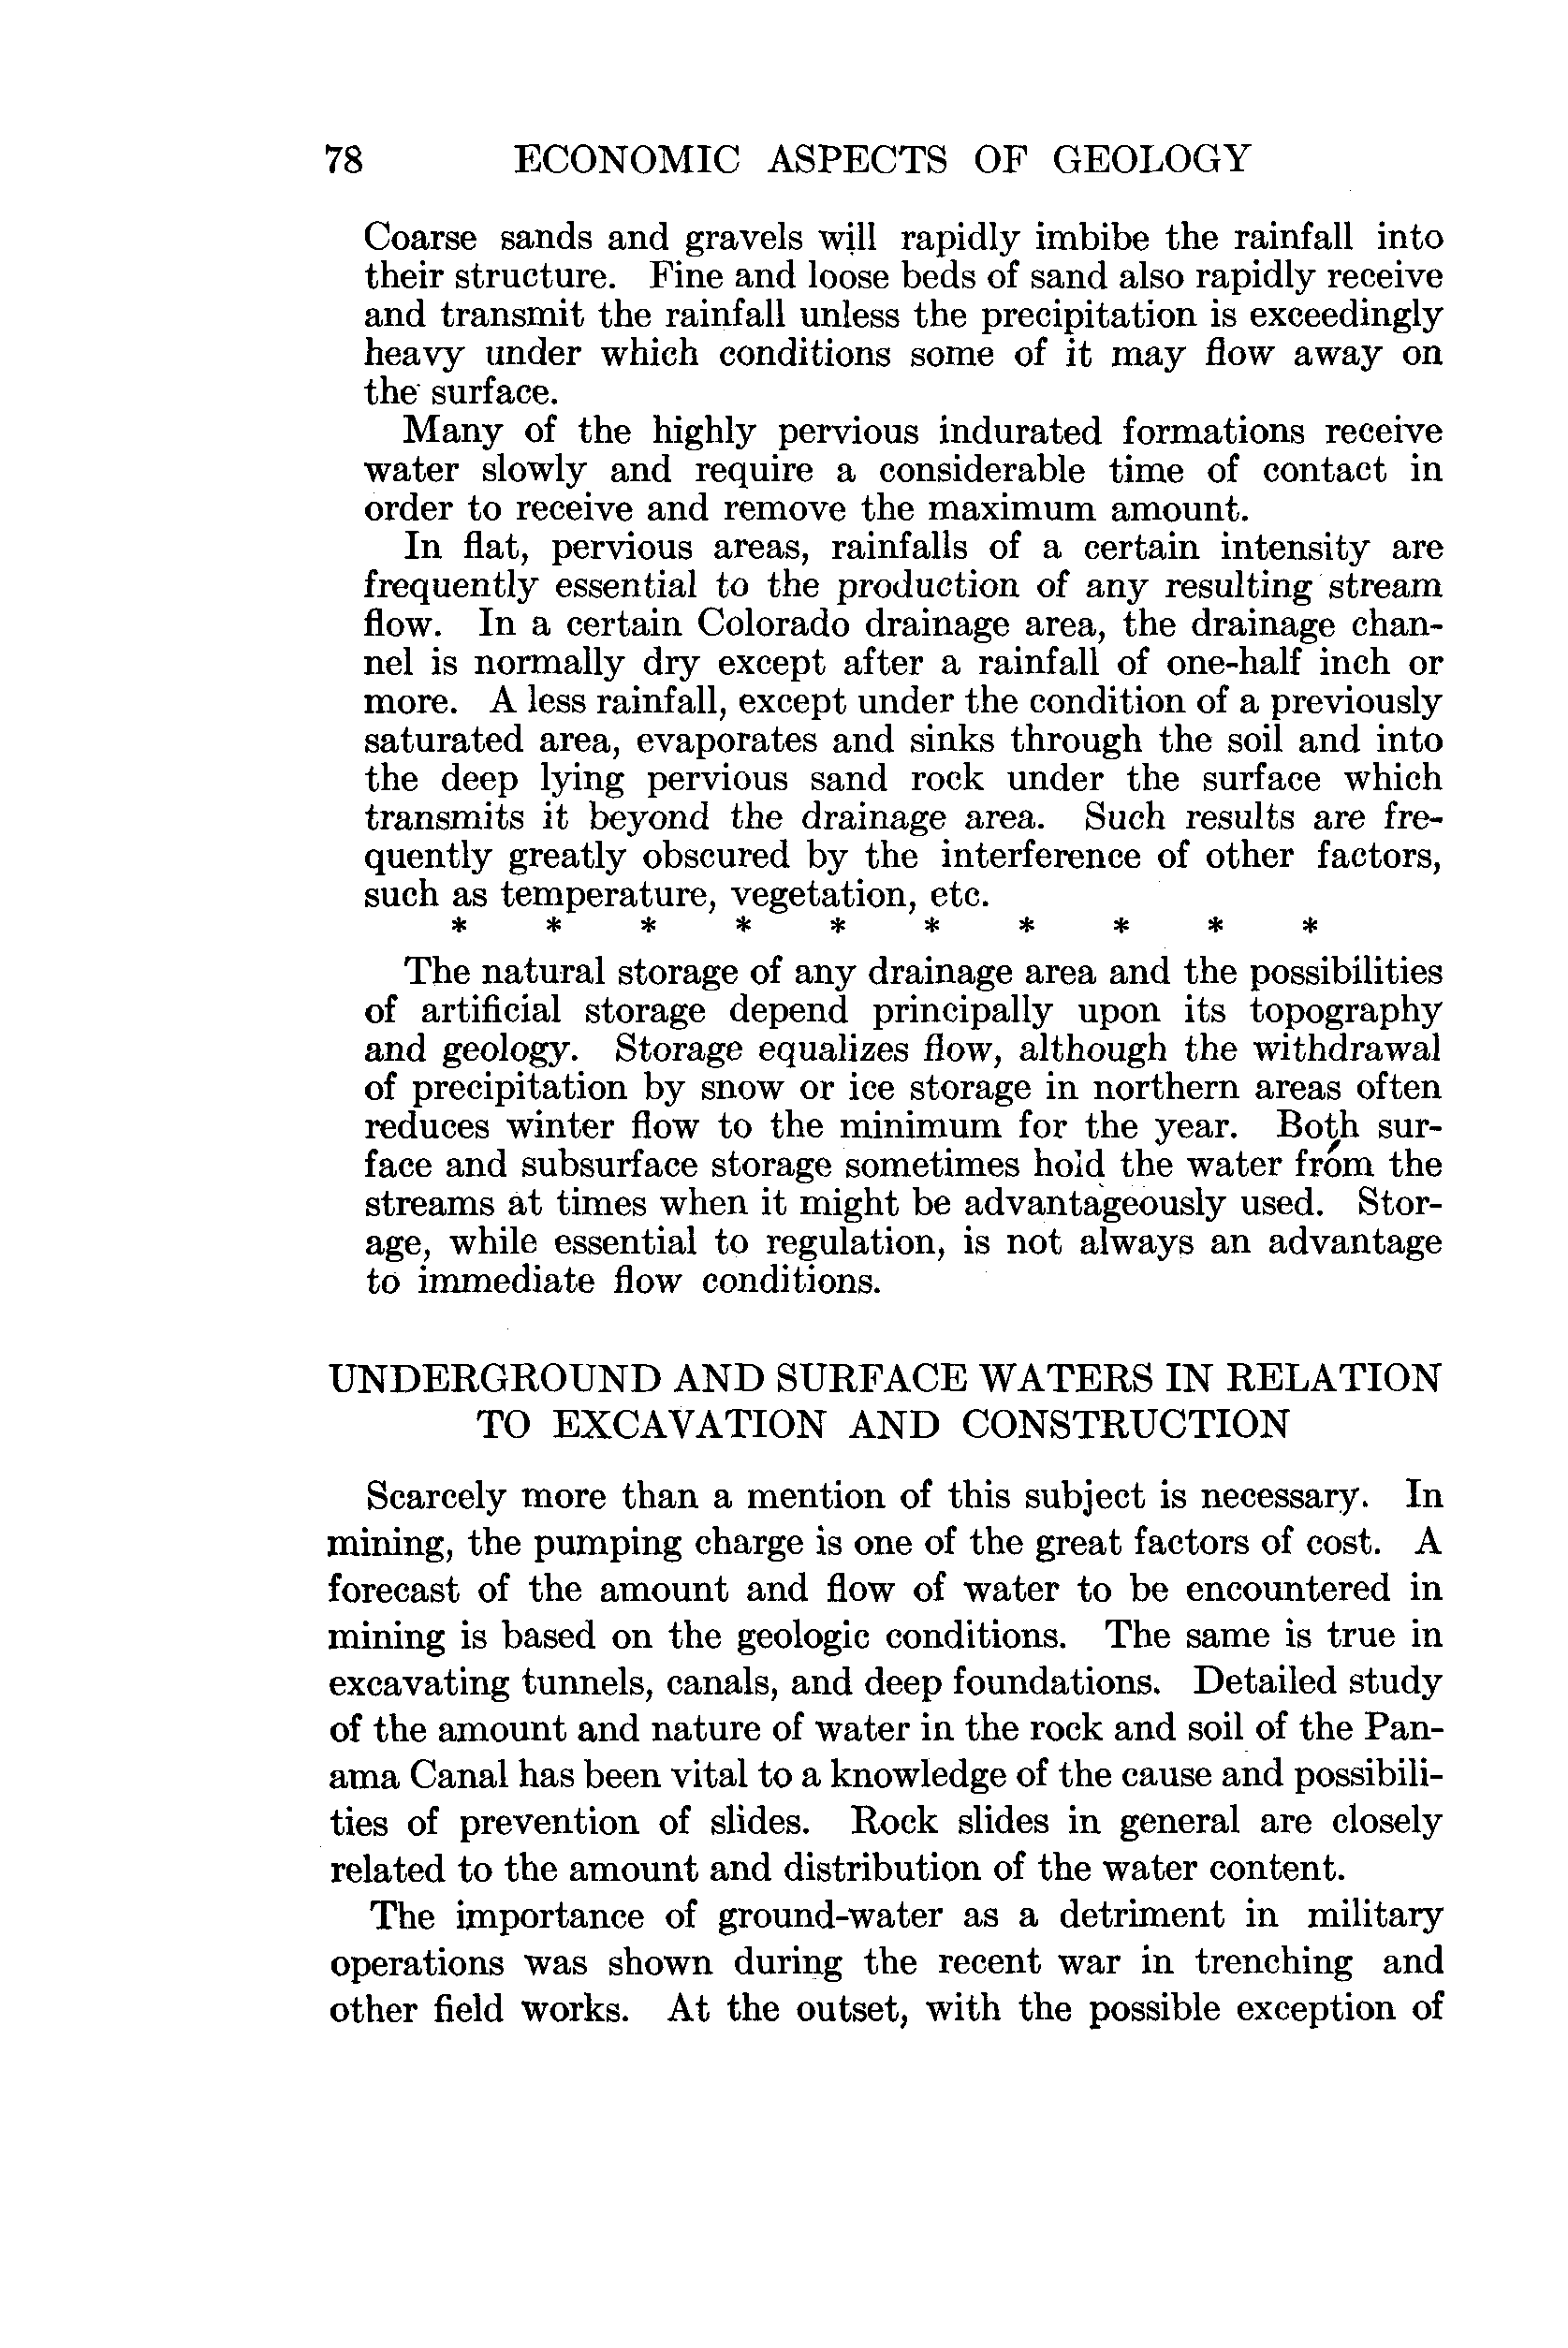 78 ECONOMIC ASPECTS OF GEOLOGY
Coarse sands and gravels will rapidly imbibe the rainfall into
their structure. Fine and loose beds of sand also rapidly receive
and transmit the rainfall unless the precipitation is exceedingly
heavy under which conditions some of it may flow away on
the surface.
Many of the highly pervious indurated formations receive
water slowly and require a considerable time of contact in
order to receive and remove the maximum amount.
In flat, pervious areas, rainfalls of a certain intensity are
frequently essential to the production of any resulting stream
flow. In a certain Colorado drainage area, the drainage chan-
nel is normally dry except after a rainfall of one-half inch or
more. A less rainfall, except under the condition of a previously
saturated area, evaporates and sinks through the soil and into
the deep lying pervious sand rock under the surface which
transmits it beyond the drainage area. Such results are fre-
quently greatly obscured by the interference of other factors,
such as temperature, vegetation, etc.
* * * * * * * * * *
The natural storage of any drainage area and the possibilities
of artificial storage depend principally upon its topography
and geology. Storage equalizes flow, although the withdrawal
of precipitation by snow or ice storage in northern areas often
reduces winter flow to the minimum for the year. Both sur-
face and subsurface storage sometimes hold the water from the
streams at times when it might be advantageously used. Stor-
age, while essential to regulation, is not always an advantage
to immediate flow conditions.
UNDERGROUND AND SURFACE WATERS IN RELATION
TO EXCAVATION AND CONSTRUCTION
Scarcely more than a mention of this subject is necessary. In
mining, the pumping charge is one of the great factors of cost. A
forecast of the amount and flow of water to be encountered in
mining is based on the geologic conditions. The same is true in
excavating tunnels, canals, and deep foundations. Detailed study
of the amount and nature of water in the rock and soil of the Pan-
ama Canal has been vital to a knowledge of the cause and possibili-
ties of prevention of slides. Rock slides in general are closely
related to the amount and distribution of the water content.
The importance of ground-water as a detriment in military
operations was shown during the recent war in trenching and
other field works. At the outset, with the possible exception of